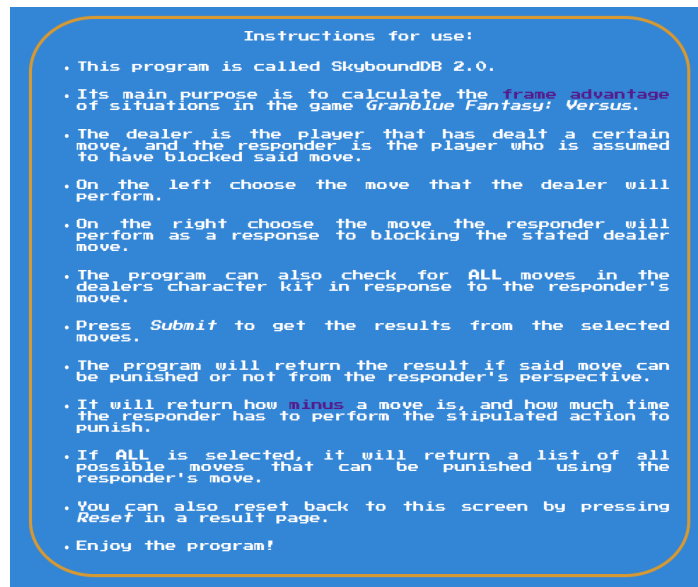 Instructions for use:
• This program is called SkyboundDB 2.0.
• Its main purpose is to calculate the frame advantage
of situations in the game Granblue Fantasy: Versus.
• The dealer is the player that has dealt a certain
move, and the responder is the player who is assumed
to have blocked said move.
• On the left choose the move that the dealer will
perform.
• On the right choose the move the responder will
perform as a response to blocking the stated dealer
move.
• The program can also check for ALL moves in the
dealers character kit in response to the responder's
move.
• Press Submit to get the results from the selected
moves.
• The program will return the result if said move can
be punished or not from the responder's perspective.
• It will return how minus a move is, and how much time
the responder has to perform the stipulated action to
punish.
• If ALL is selected, it will return a list of all
possible moves that can be punished using the
responder's move.
• You can also reset back to this screen by pressing
Reset in a result page.
• Enjoy the program!